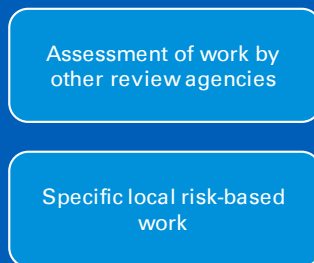 Assessment of work by
other review agencies
Specific local risk-based
work